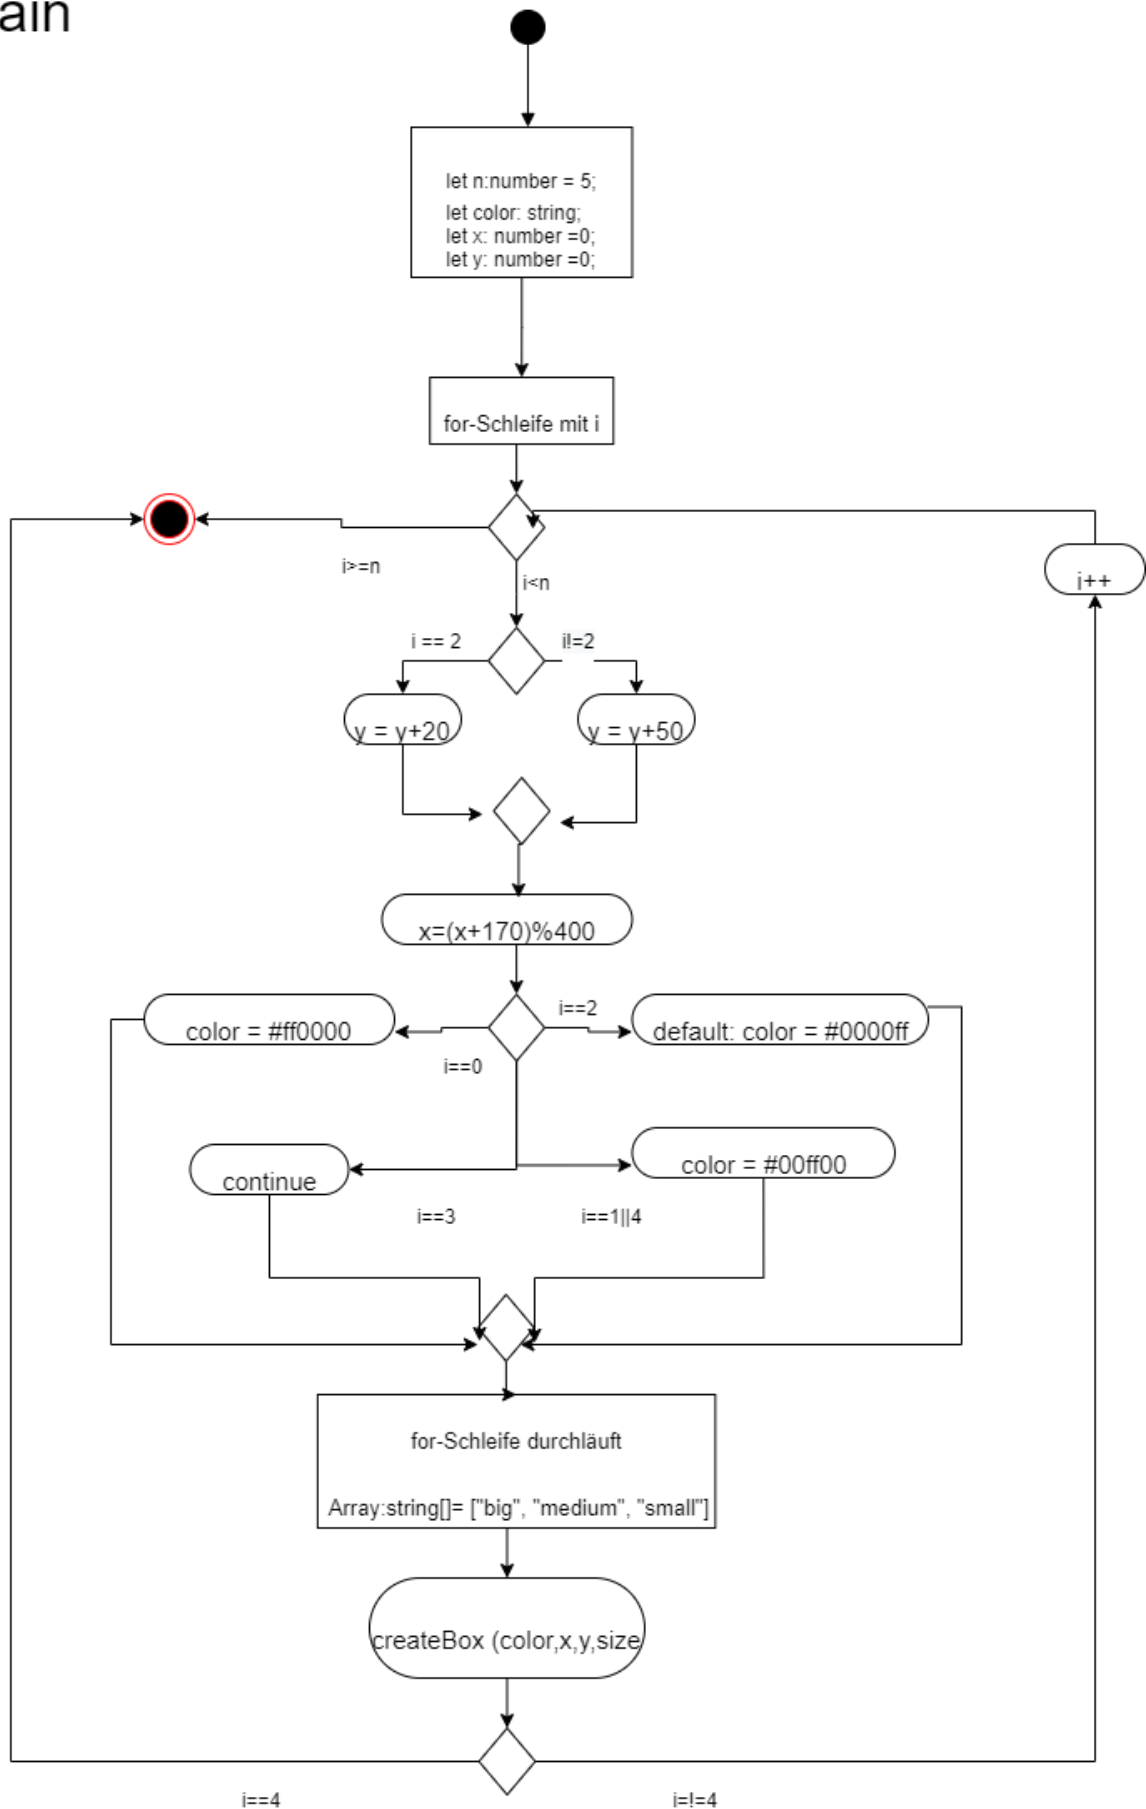 ain
let n:number = 5;
let color: string;
let x: number =0;
let y: number =0;
for-Schleife mit i
i>=n
i<n
i++
i == 2
i!=2
y = y+20
y = y+50
x=(x+170)%400
i==2
color = #ff0000
default: color = #0000ff
i==0
continue
color = #00ff00
i==3
i==1||4
for-Schleife durchläuft
Array:string[]= ["big", "medium", "small"]
createBox (color,x,y,size
i==4
i=!=4